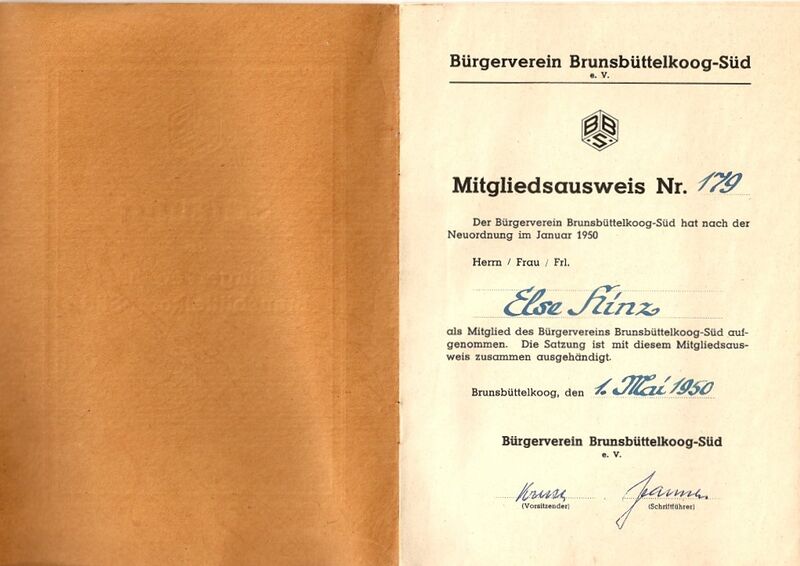 Bürgerverein Brunsbüttelkoog-Süd
e. V.
BBS
Mitgliedsausweis Nr. 179
Der Bürgerverein Brunsbüttelkoog-Süd hat nach der
Neuordnung im Januar 1950
Herrn / Frau / Frl.
Else Kinz
als Mitglied des Bürgervereins Brunsbüttelkoog-Süd auf-
genommen. Die Satzung ist mit diesem Mitgliedsaus-
weis zusammen ausgehändigt.
Brunsbüttelkoog, den 1. Mai 1950
Bürgerverein Brunsbüttelkoog-Süd
e. V.
Kruse
(Vorsitzender)
(Schriftführer)